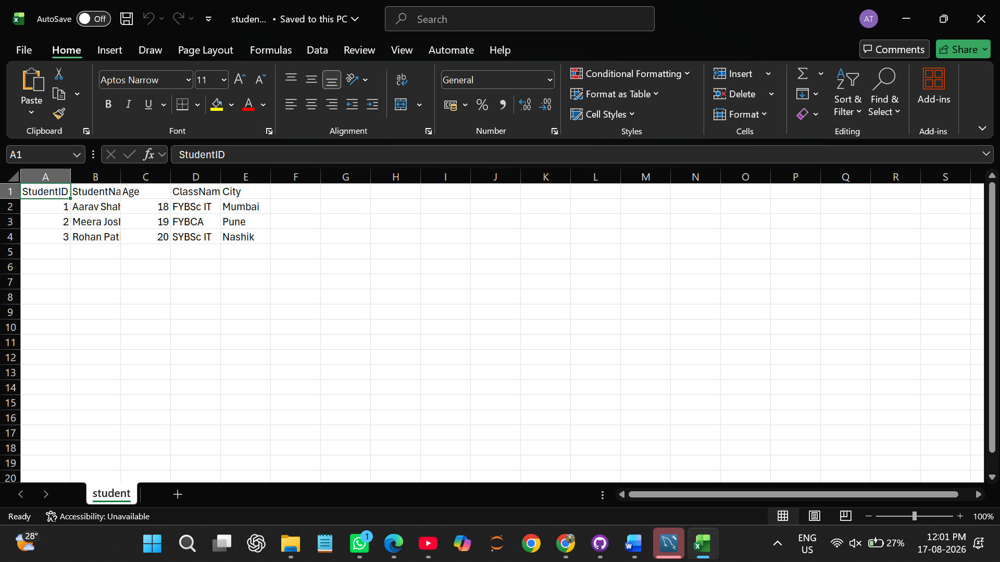 AutoSave Off studen... • Saved to this PC Search AT
File Home Insert Draw Page Layout Formulas Data Review View Automate Help Comments Share
Paste
Clipboard
Aptos Narrow 11
B I U A
Font
ab
Alignment
General
% 9 .00
Number
Conditional Formatting
Format as Table
Cell Styles
Styles
Insert
Delete
Format
Cells
Sort & Filter
Find & Select
Editing
Add-ins
Add-ins
A1 fx StudentID
A B C D E F G H I J K L M N O P Q R S
1 StudentID StudentNa Age ClassNam City
2 1 Aarav Shah 18 FYBSc IT Mumbai
3 2 Meera Josh 19 FYBCA Pune
4 3 Rohan Pati 20 SYBSc IT Nashik
5
6
7
8
9
10
11
12
13
14
15
16
17
18
19
20
student
Ready Accessibility: Unavailable 100%
28° 1 ENG 27% 12:01 PM
US 17-08-2026